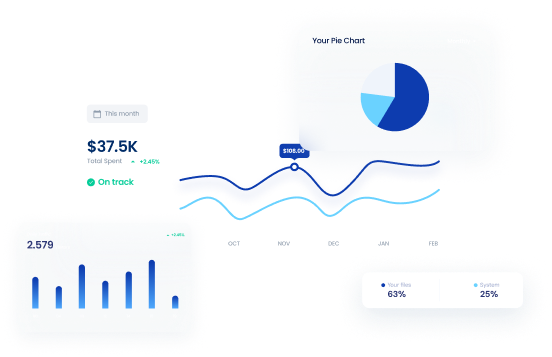 Your Pie Chart
This month
$37.5K
Total Spent
+2.45%
On track
$108.00
2.579
+2.45%
OCT
NOV
DEC
JAN
FEB
Your files
63%
System
25%